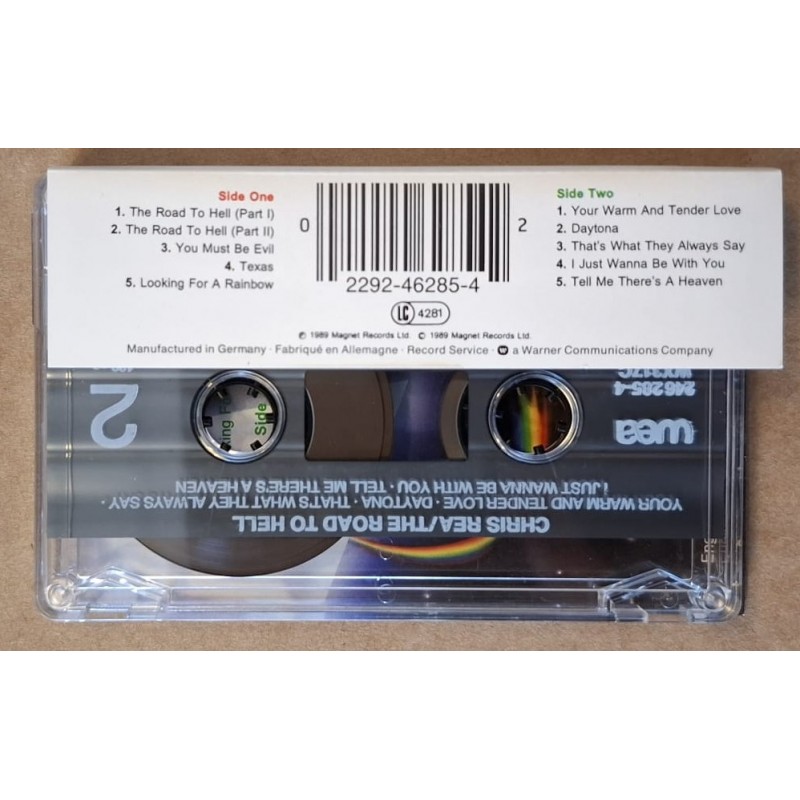 Side One
1. The Road To Hell (Part I)
2. The Road To Hell (Part II)
3. You Must Be Evil
4. Texas
5. Looking For A Rainbow
0
2
2292-46285-4
LC 4281
Side Two
1. Your Warm And Tender Love
2. Daytona
3. That's What They Always Say
4. I Just Wanna Be With You
5. Tell Me There's A Heaven
℗ 1989 Magnet Records Ltd. © 1989 Magnet Records Ltd.
Manufactured in Germany · Fabriqué en Allemagne · Record Service · a Warner Communications Company
CHRIS REA/THE ROAD TO HELL
YOUR WARM AND TENDER LOVE · DAYTONA · THAT'S WHAT THEY ALWAYS SAY ·
I JUST WANNA BE WITH YOU · TELL ME THERE'S A HEAVEN
wea
2
246 285-4
WX317C
Side